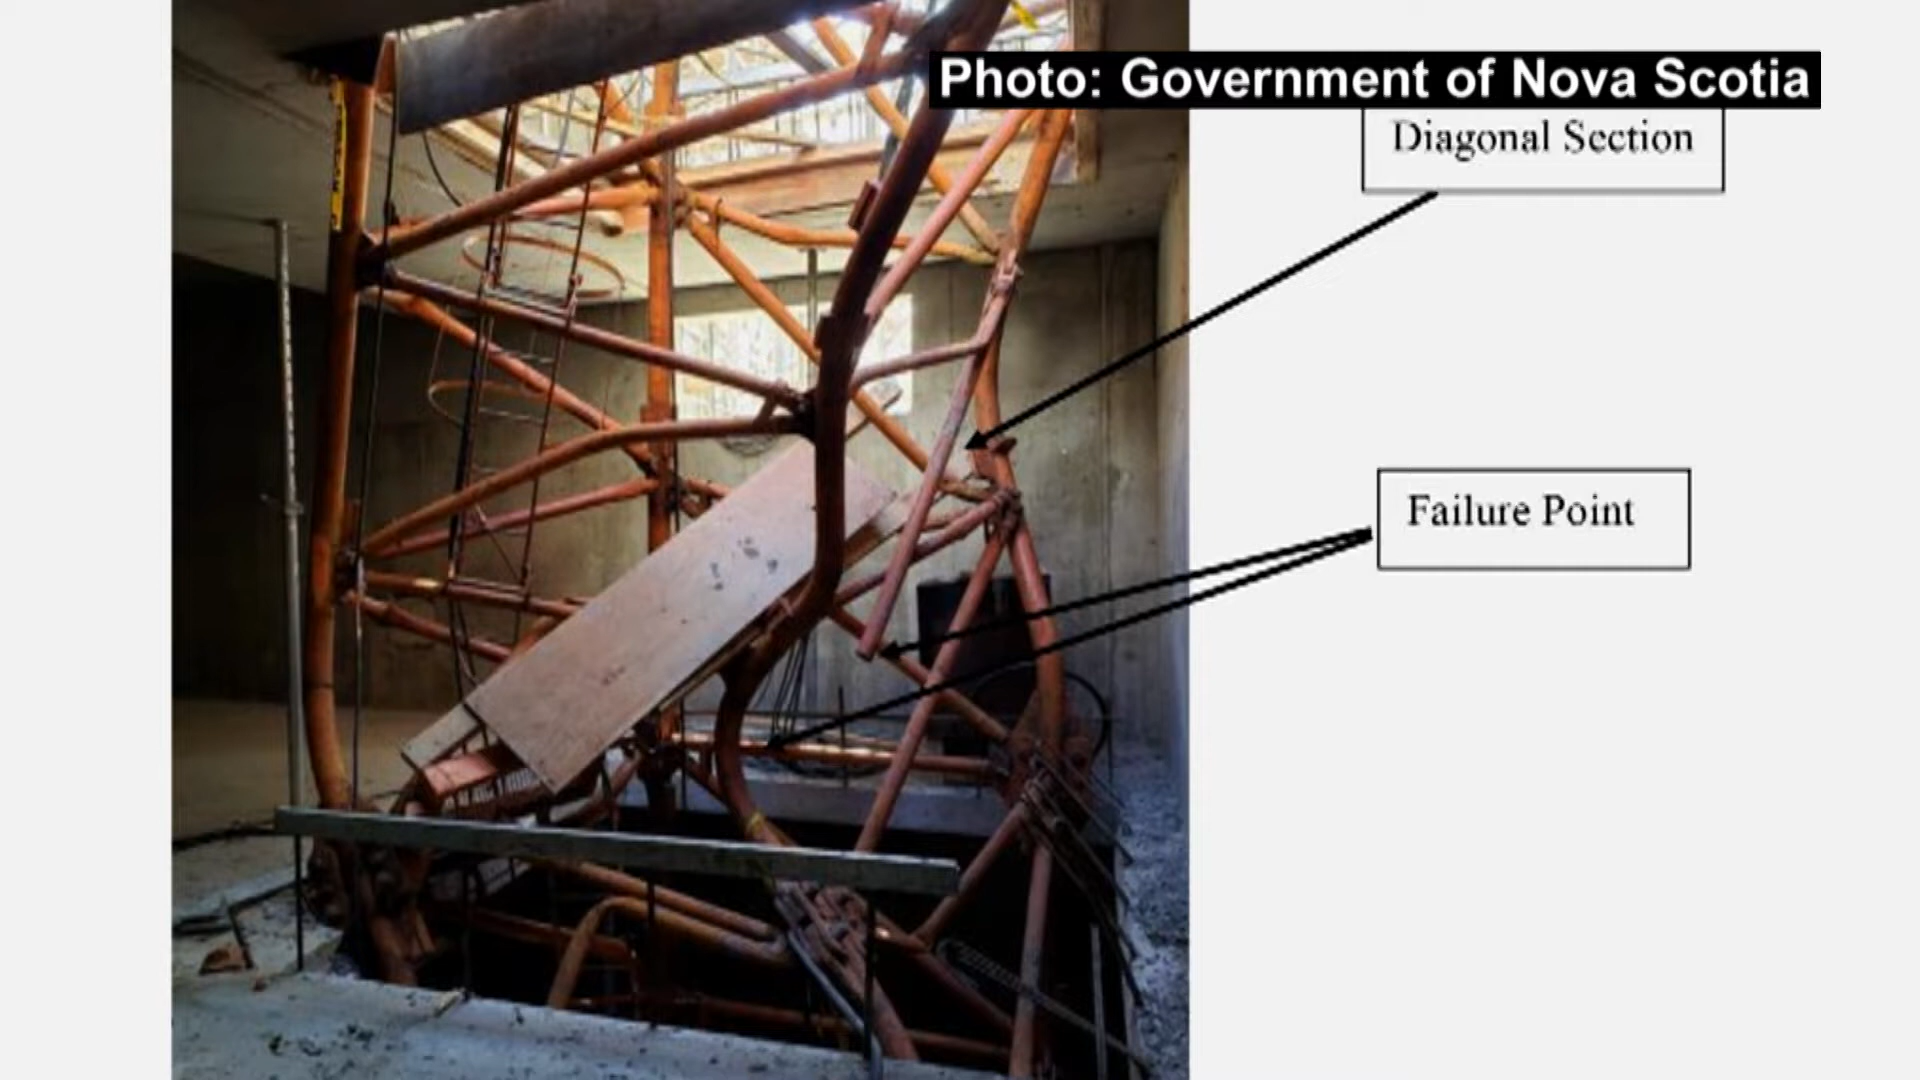 Photo: Government of Nova Scotia
Diagonal Section
Failure Point